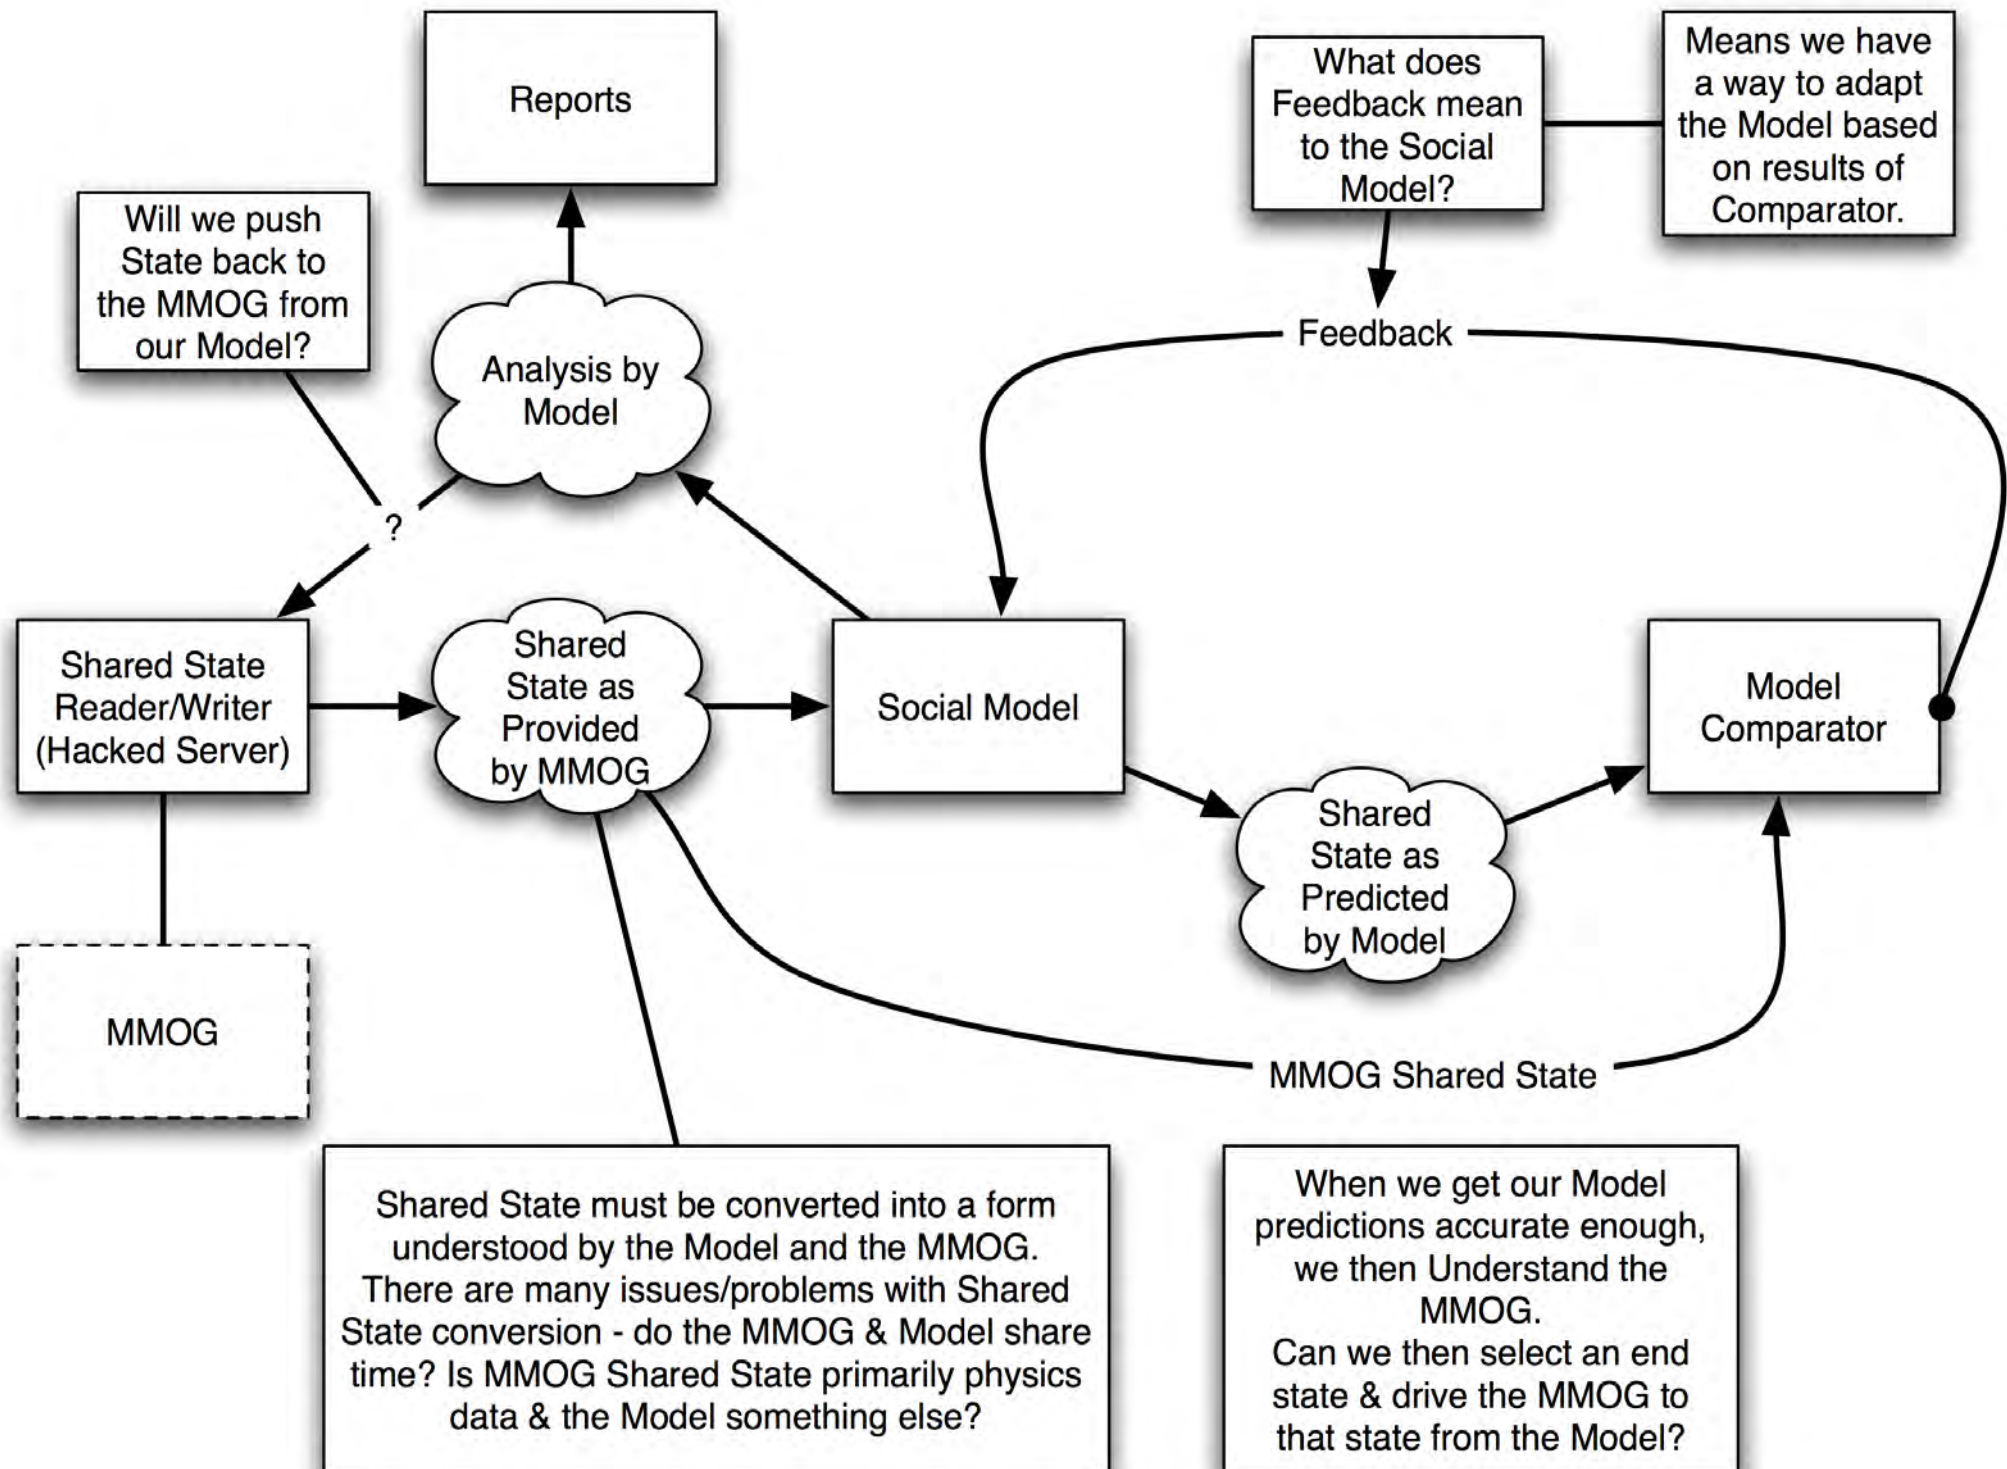 Reports
What does
Feedback mean
to the Social
Model?
Means we have
a way to adapt
the Model based
on results of
Comparator.
Will we push
State back to
the MMOG from
our Model?
Analysis by
Model
Feedback
?
Shared State
Reader/Writer
(Hacked Server)
Shared
State as
Provided
by MMOG
Social Model
Model
Comparator
Shared
State as
Predicted
by Model
MMOG
MMOG Shared State
Shared State must be converted into a form
understood by the Model and the MMOG.
There are many issues/problems with Shared
State conversion - do the MMOG & Model share
time? Is MMOG Shared State primarily physics
data & the Model something else?
When we get our Model
predictions accurate enough,
we then Understand the
MMOG.
Can we then select an end
state & drive the MMOG to
that state from the Model?